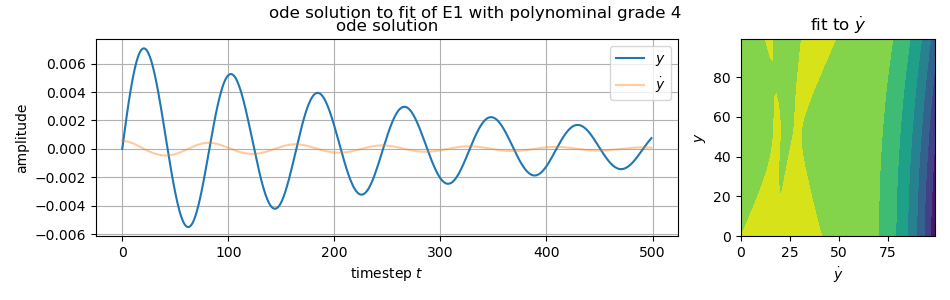 ode solution to fit of E1 with polynominal grade 4
ode solution
fit to ẏ
amplitude
0.006
0.004
0.002
0.000
−0.002
−0.004
−0.006
0
100
200
300
400
500
timestep t
y
ẏ
y
80
60
40
20
0
0
25
50
75
ẏ